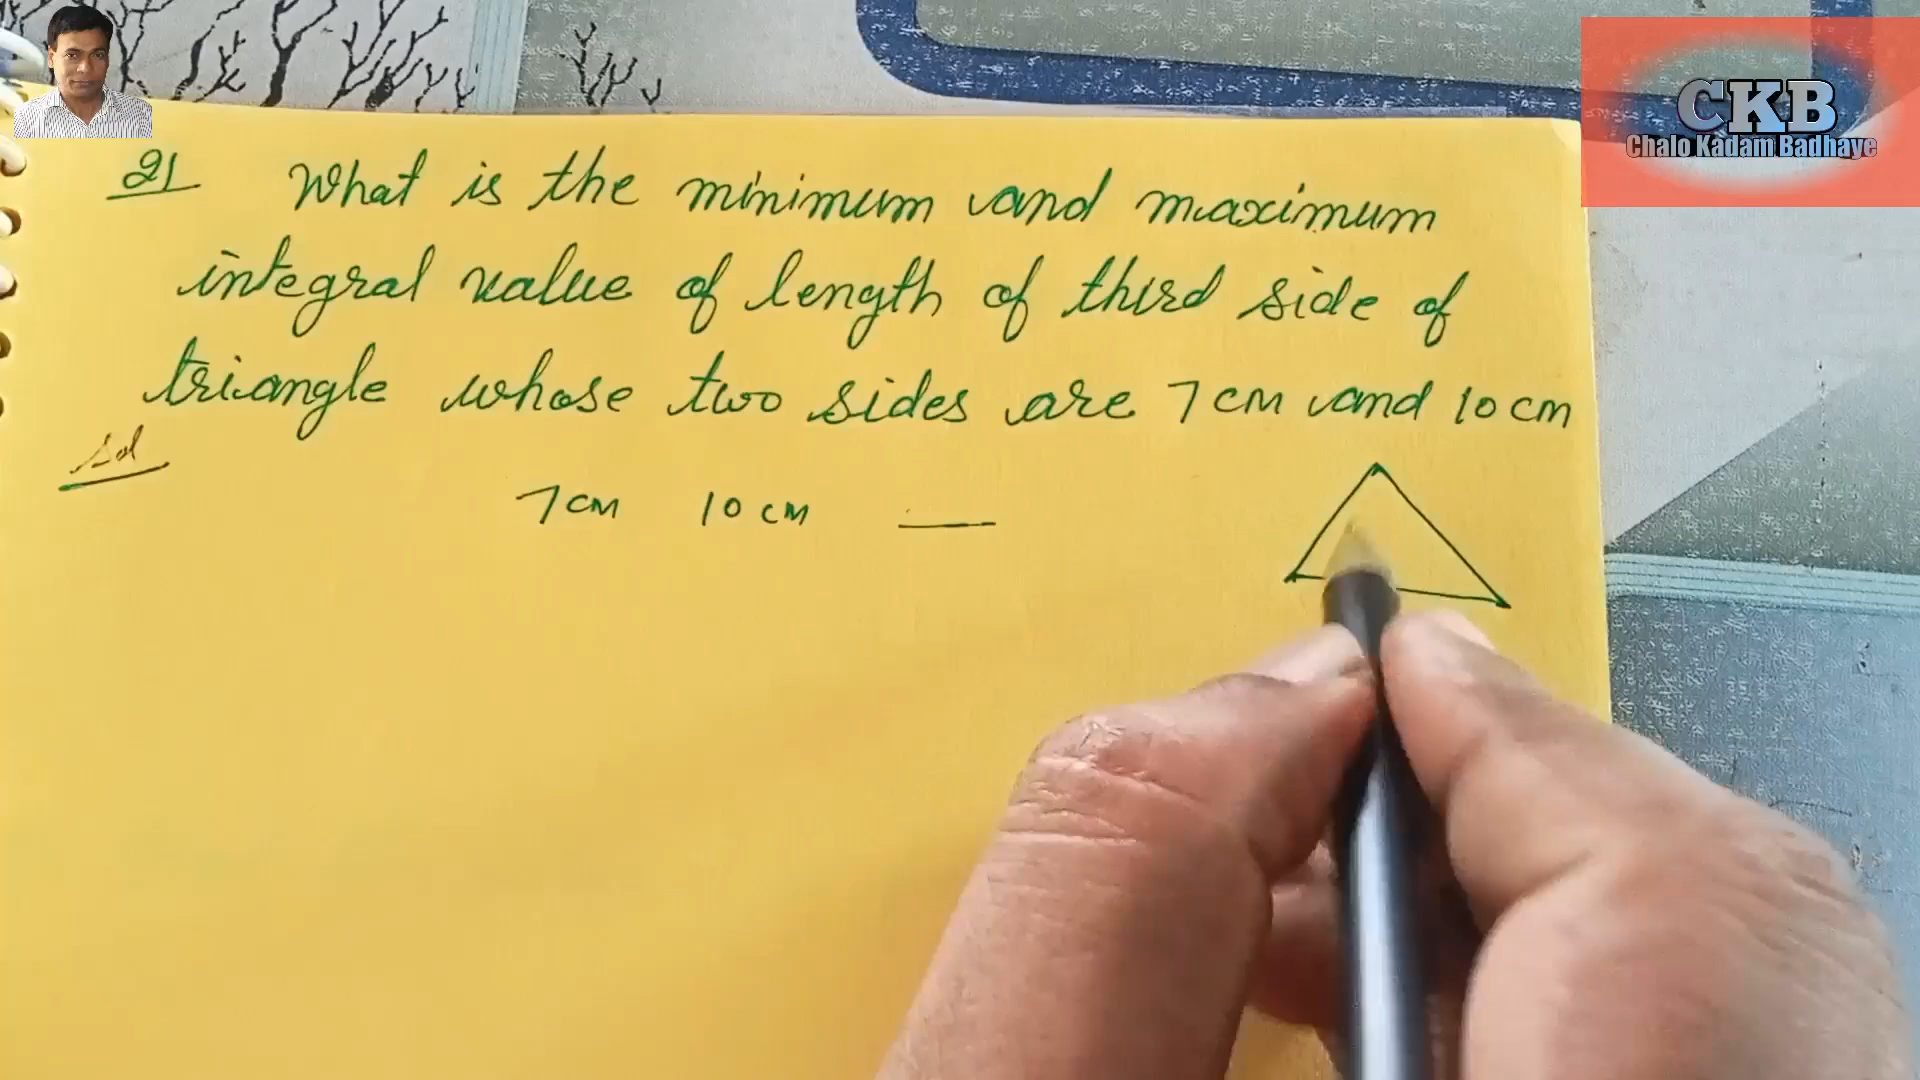 CKB
Chalo Kadam Badhaye
21 What is the minimum and maximum
integral value of length of third side of
triangle whose two sides are 7 cm and 10 cm
Sol
7 cm 10 cm